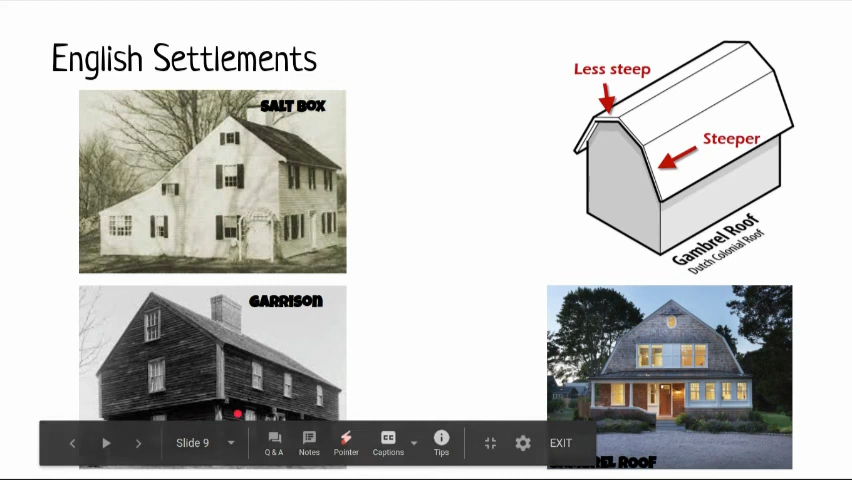 English Settlements
SALT BOX
Less steep
Steeper
Gambrel Roof
Dutch Colonial Roof
GARRISON
Slide 9
Q & A
Notes
Pointer
Captions
Tips
EXIT
ROOF